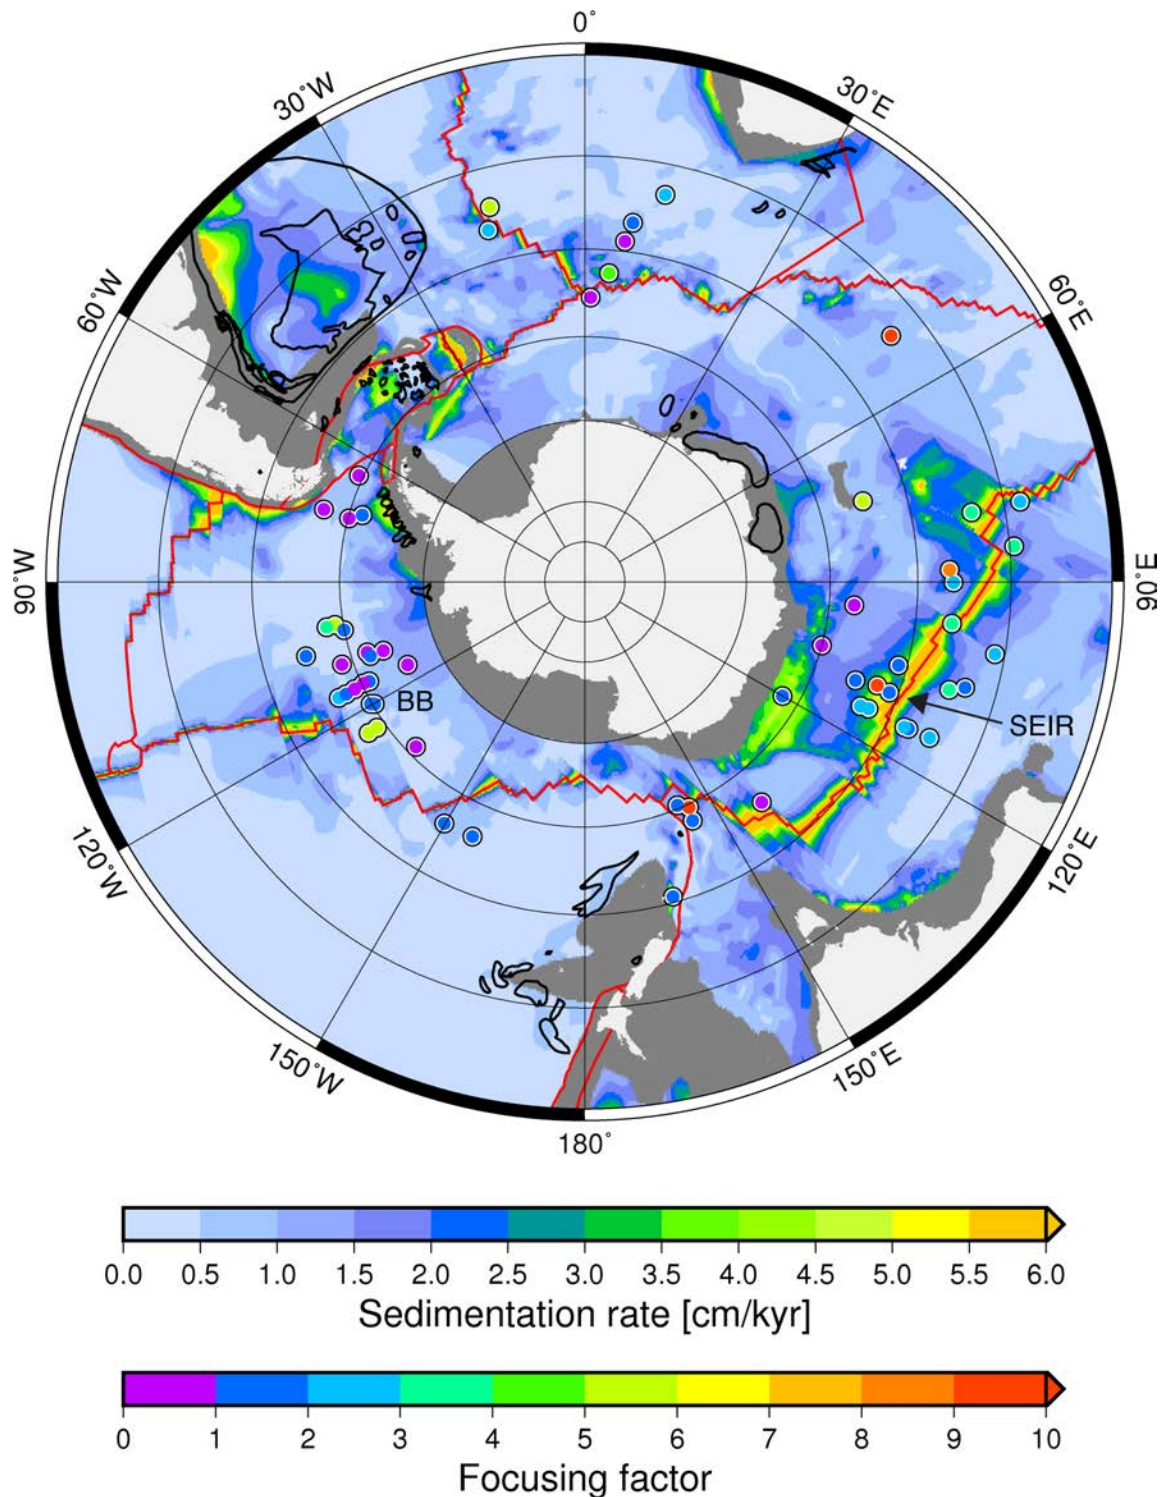 0°
30°W
30°E
60°W
60°E
90°W
90°E
BB
SEIR
120°W
120°E
150°W
150°E
180°
0.0 0.5 1.0 1.5 2.0 2.5 3.0 3.5 4.0 4.5 5.0 5.5 6.0
Sedimentation rate [cm/kyr]
0 1 2 3 4 5 6 7 8 9 10
Focusing factor